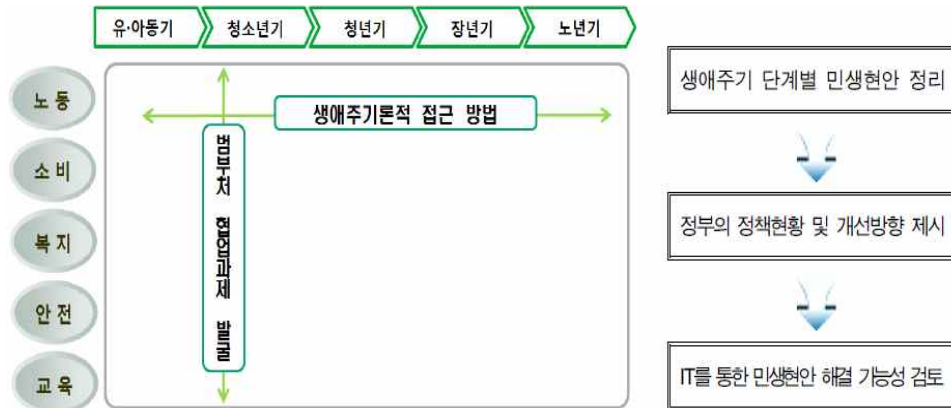 유·아동기
청소년기
청년기
장년기
노년기
노 동
소 비
복 지
안 전
교 육
생애주기론적 접근 방법
범부처 협업과제 발굴
생애주기 단계별 민생현안 정리
정부의 정책현황 및 개선방향 제시
IT를 통한 민생현안 해결 가능성 검토